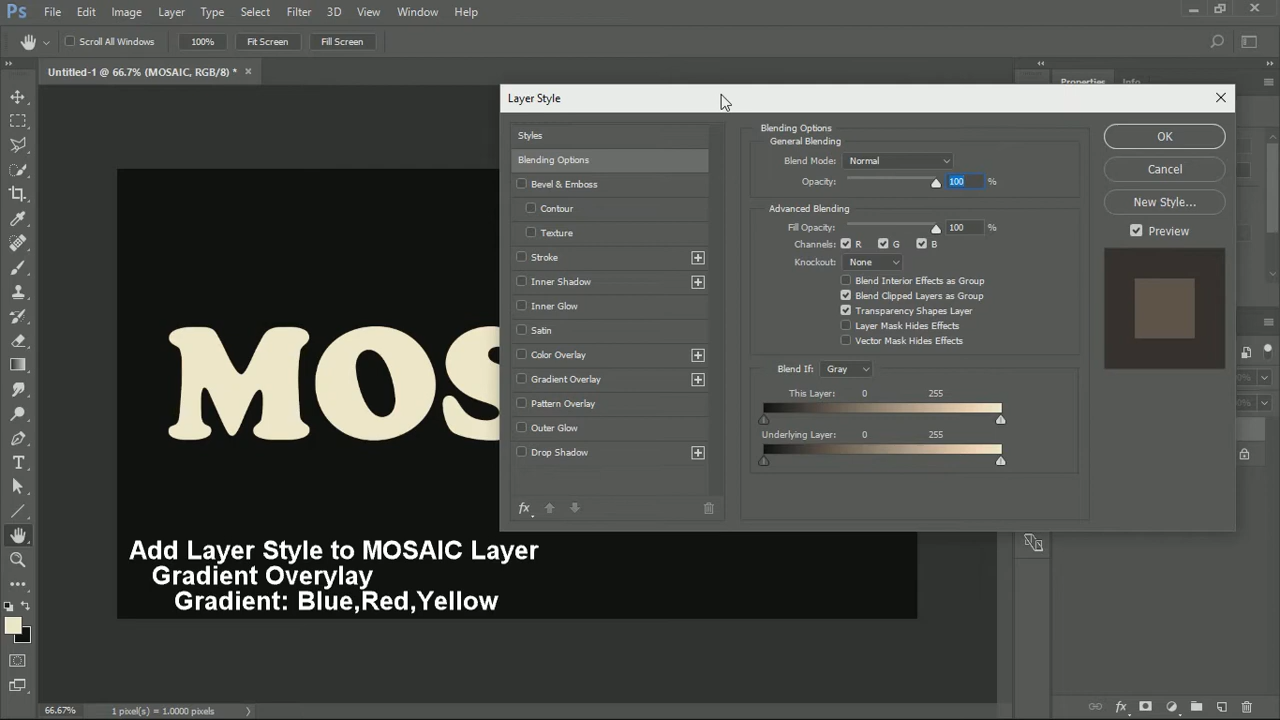 Ps File Edit Image Layer Type Select Filter 3D View Window Help
Scroll All Windows 100% Fit Screen Fill Screen
Untitled-1 @ 66.7% (MOSAIC, RGB/8) * ×
Properties Info
Layer Style
Styles
Blending Options
Bevel & Emboss
Contour
Texture
Stroke
Inner Shadow
Inner Glow
Satin
Color Overlay
Gradient Overlay
Pattern Overlay
Outer Glow
Drop Shadow
fx
Blending Options
General Blending
Blend Mode: Normal
Opacity: 100 %
Advanced Blending
Fill Opacity: 100 %
Channels: R G B
Knockout: None
Blend Interior Effects as Group
Blend Clipped Layers as Group
Transparency Shapes Layer
Layer Mask Hides Effects
Vector Mask Hides Effects
Blend If: Gray
This Layer: 0 255
Underlying Layer: 0 255
OK
Cancel
New Style...
Preview
MOS
Add Layer Style to MOSAIC Layer
Gradient Overylay
Gradient: Blue,Red,Yellow
66.67% 1 pixel(s) = 1.0000 pixels
fx